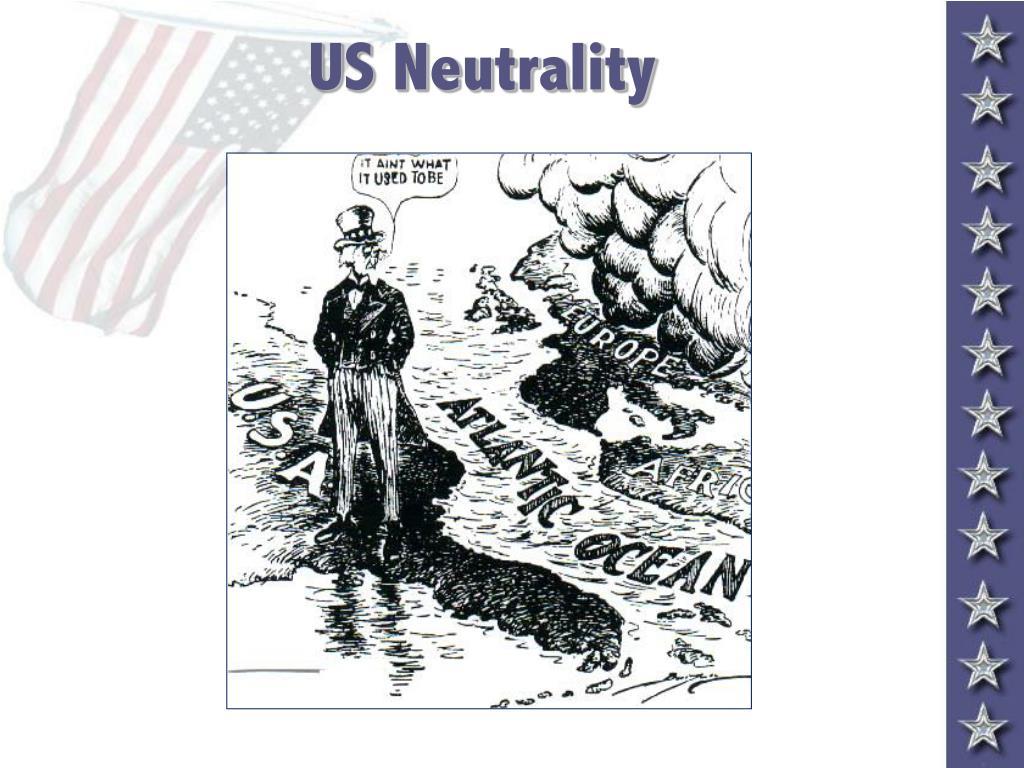 US Neutrality
IT AINT WHAT
IT USED TO BE
EUROPE
U.S.A
ATLANTIC OCEAN
AFRIC